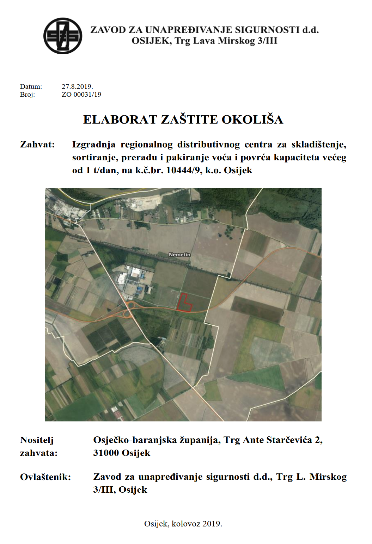 ZAVOD ZA UNAPREĐIVANJE SIGURNOSTI d.d.
OSIJEK, Trg Lava Mirskog 3/III
Datum: 27.8.2019.
Broj: ZO 00031/19
ELABORAT ZAŠTITE OKOLIŠA
Zahvat: Izgradnja regionalnog distributivnog centra za skladištenje,
sortiranje, preradu i pakiranje voća i povrća kapaciteta većeg
od 1 t/dan, na k.č.br. 10444/9, k.o. Osijek
Nemetin
Nositelj Osječko-baranjska županija, Trg Ante Starčevića 2,
zahvata: 31000 Osijek
Ovlaštenik: Zavod za unapređivanje sigurnosti d.d., Trg L. Mirskog
3/III, Osijek
Osijek, kolovoz 2019.